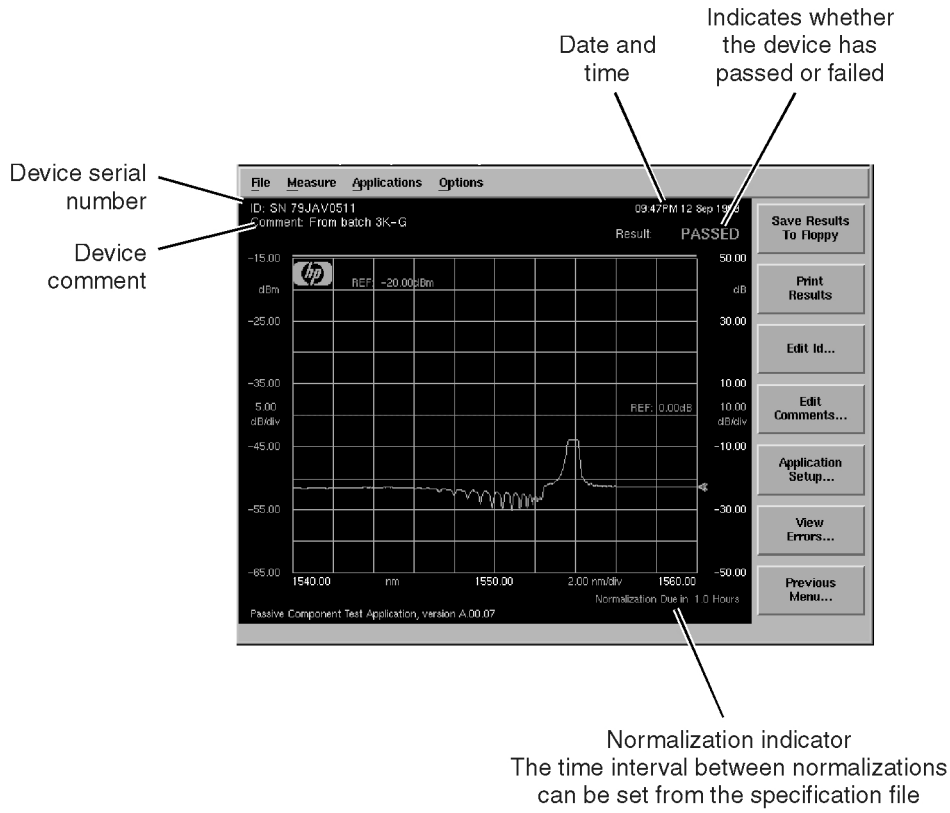 Indicates whether
the device has
passed or failed
Date and
time
Device serial
number
Device
comment
File Measure Applications Options
ID: SN 79JAV0511
09:47PM 12 Sep
Comment: From batch 3K-G
Result: PASSED
-15.00
50.00
hp
REF: -20.00dBm
dBm
dB
-25.00
30.00
-35.00
10.00
REF: 0.00dB
5.00
dB/div
10.00
dB/div
-45.00
-10.00
-55.00
-30.00
-65.00
-50.00
1540.00 nm 1550.00 2.00 nm/div 1560.00
Normalization Due in 1.0 Hours
Passive Component Test Application, version A.00.07
Save Results
To Floppy
Print
Results
Edit Id...
Edit
Comments...
Application
Setup...
View
Errors...
Previous
Menu...
Normalization indicator
The time interval between normalizations
can be set from the specification file